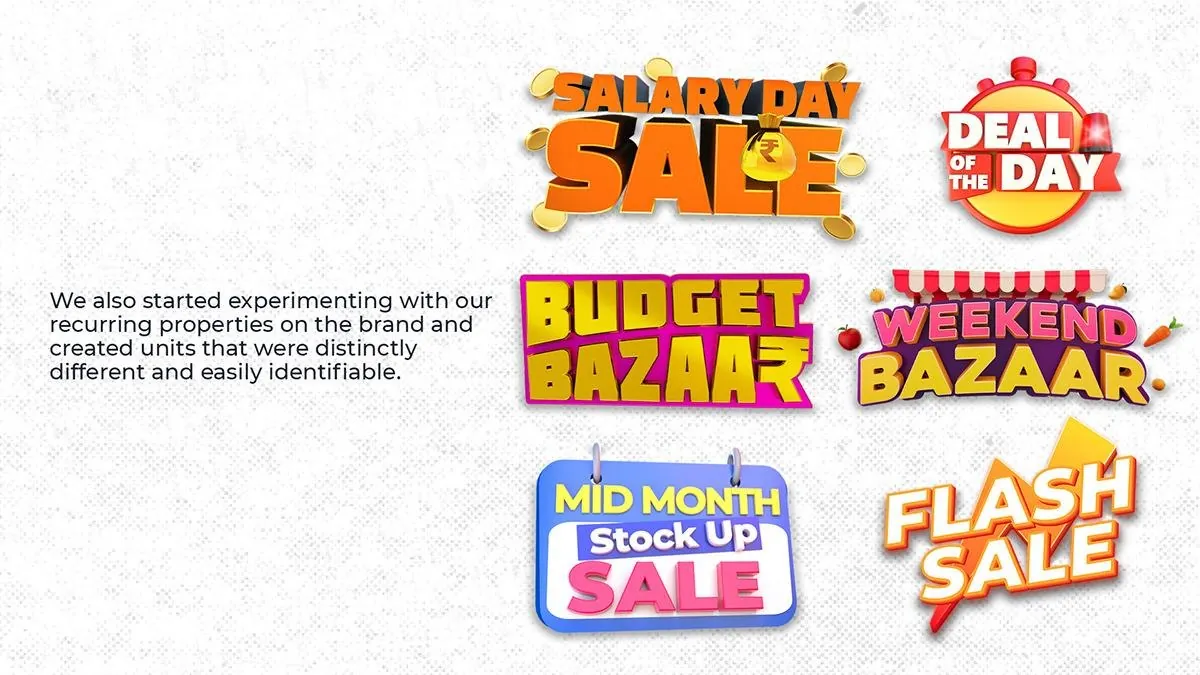 We also started experimenting with our
recurring properties on the brand and
created units that were distinctly
different and easily identifiable.
SALARY DAY
SALE
₹
DEAL
OF THE DAY
BUDGET
BAZAA₹
WEEKEND
BAZAAR
MID MONTH
Stock Up
SALE
FLASH
SALE